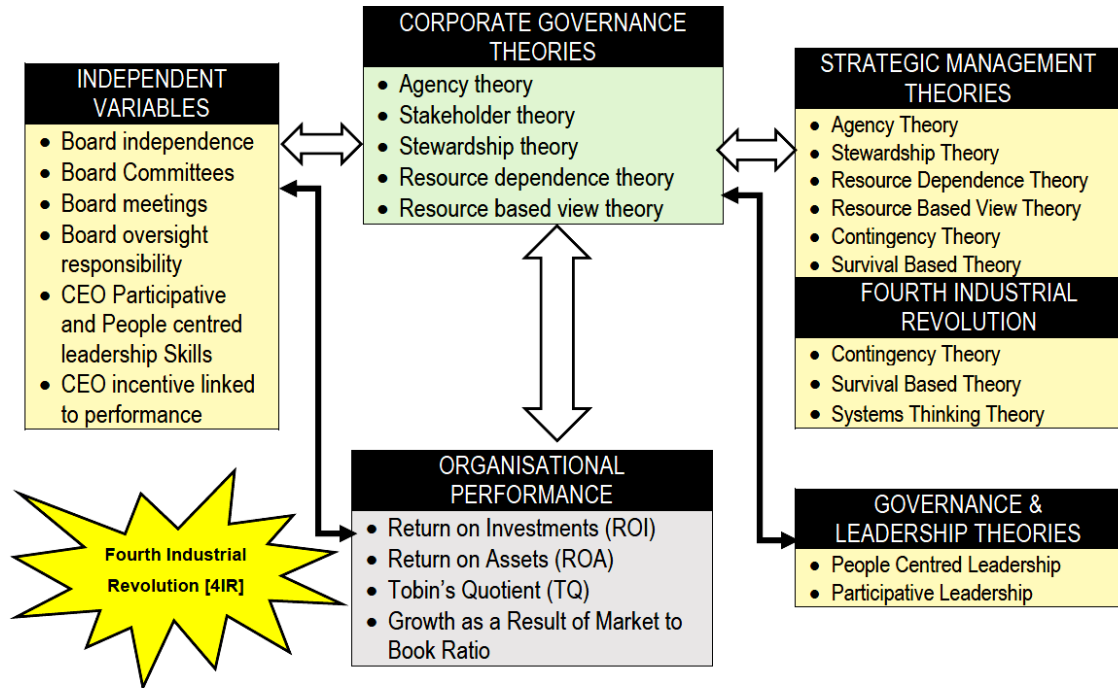 CORPORATE GOVERNANCE
THEORIES
• Agency theory
• Stakeholder theory
• Stewardship theory
• Resource dependence theory
• Resource based view theory
INDEPENDENT
VARIABLES
• Board independence
• Board Committees
• Board meetings
• Board oversight
responsibility
• CEO Participative
and People centred
leadership Skills
• CEO incentive linked
to performance
STRATEGIC MANAGEMENT
THEORIES
• Agency Theory
• Stewardship Theory
• Resource Dependence Theory
• Resource Based View Theory
• Contingency Theory
• Survival Based Theory
FOURTH INDUSTRIAL
REVOLUTION
• Contingency Theory
• Survival Based Theory
• Systems Thinking Theory
Fourth Industrial
Revolution [4IR]
ORGANISATIONAL
PERFORMANCE
• Return on Investments (ROI)
• Return on Assets (ROA)
• Tobin's Quotient (TQ)
• Growth as a Result of Market to
Book Ratio
GOVERNANCE &
LEADERSHIP THEORIES
• People Centred Leadership
• Participative Leadership